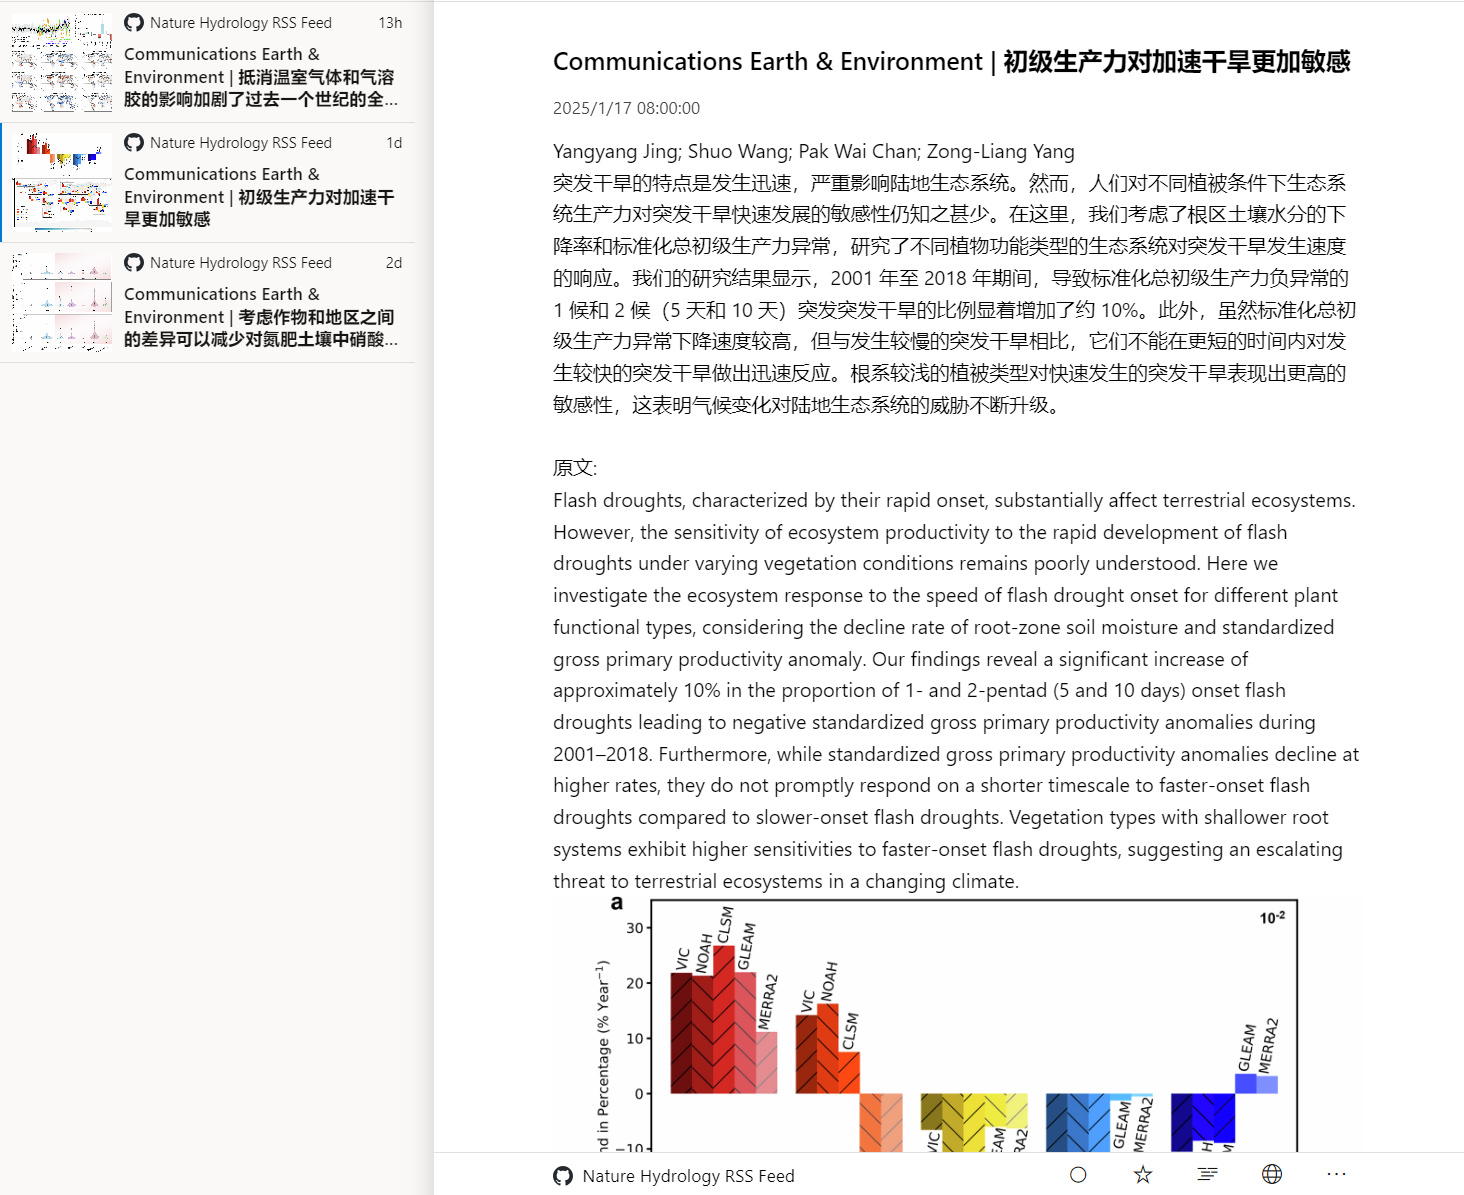 Nature Hydrology RSS Feed 13h
Communications Earth &
Environment | 抵消温室气体和气溶
胶的影响加剧了过去一个世纪的全...
Nature Hydrology RSS Feed 1d
Communications Earth &
Environment | 初级生产力对加速干
旱更加敏感
Nature Hydrology RSS Feed 2d
Communications Earth &
Environment | 考虑作物和地区之间
的差异可以减少对氮肥土壤中硝酸...
Communications Earth & Environment | 初级生产力对加速干旱更加敏感
2025/1/17 08:00:00
Yangyang Jing; Shuo Wang; Pak Wai Chan; Zong-Liang Yang
突发干旱的特点是发生迅速，严重影响陆地生态系统。然而，人们对不同植被条件下生态系
统生产力对突发干旱快速发展的敏感性仍知之甚少。在这里，我们考虑了根区土壤水分的下
降率和标准化总初级生产力异常，研究了不同植物功能类型的生态系统对突发干旱发生速度
的响应。我们的研究结果显示，2001 年至 2018 年期间，导致标准化总初级生产力负异常的
1 候和 2 候（5 天和 10 天）突发突发干旱的比例显着增加了约 10%。此外，虽然标准化总初
级生产力异常下降速度较高，但与发生较慢的突发干旱相比，它们不能在更短的时间内对发
生较快的突发干旱做出迅速反应。根系较浅的植被类型对快速发生的突发干旱表现出更高的
敏感性，这表明气候变化对陆地生态系统的威胁不断升级。
原文:
Flash droughts, characterized by their rapid onset, substantially affect terrestrial ecosystems.
However, the sensitivity of ecosystem productivity to the rapid development of flash
droughts under varying vegetation conditions remains poorly understood. Here we
investigate the ecosystem response to the speed of flash drought onset for different plant
functional types, considering the decline rate of root-zone soil moisture and standardized
gross primary productivity anomaly. Our findings reveal a significant increase of
approximately 10% in the proportion of 1- and 2-pentad (5 and 10 days) onset flash
droughts leading to negative standardized gross primary productivity anomalies during
2001–2018. Furthermore, while standardized gross primary productivity anomalies decline at
higher rates, they do not promptly respond on a shorter timescale to faster-onset flash
droughts compared to slower-onset flash droughts. Vegetation types with shallower root
systems exhibit higher sensitivities to faster-onset flash droughts, suggesting an escalating
threat to terrestrial ecosystems in a changing climate.
a
10⁻²
30
20
10
0
−10
nd in Percentage (% Year⁻¹)
VIC
NOAH
CLSM
GLEAM
MERRA2
VIC
NOAH
CLSM
VIC
EAM
RA2
GLEAM
MERRA2
H
M
GLEAM
MERRA2
Nature Hydrology RSS Feed